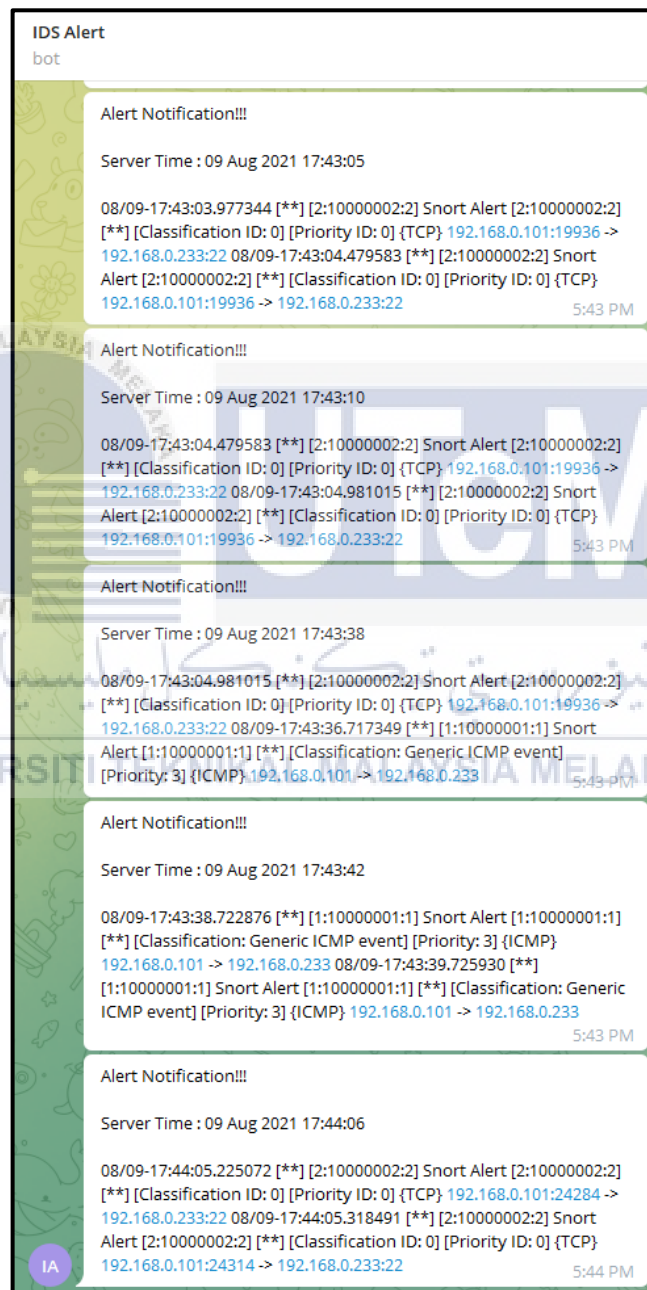 IDS Alert
bot
Alert Notification!!!
Server Time : 09 Aug 2021 17:43:05
08/09-17:43:03.977344 [**] [2:10000002:2] Snort Alert [2:10000002:2]
[**] [Classification ID: 0] [Priority ID: 0] {TCP} 192.168.0.101:19936 ->
192.168.0.233:22 08/09-17:43:04.479583 [**] [2:10000002:2] Snort
Alert [2:10000002:2] [**] [Classification ID: 0] [Priority ID: 0] {TCP}
192.168.0.101:19936 -> 192.168.0.233:22
5:43 PM
Alert Notification!!!
Server Time : 09 Aug 2021 17:43:10
08/09-17:43:04.479583 [**] [2:10000002:2] Snort Alert [2:10000002:2]
[**] [Classification ID: 0] [Priority ID: 0] {TCP} 192.168.0.101:19936 ->
192.168.0.233:22 08/09-17:43:04.981015 [**] [2:10000002:2] Snort
Alert [2:10000002:2] [**] [Classification ID: 0] [Priority ID: 0] {TCP}
192.168.0.101:19936 -> 192.168.0.233:22
5:43 PM
Alert Notification!!!
Server Time : 09 Aug 2021 17:43:38
08/09-17:43:04.981015 [**] [2:10000002:2] Snort Alert [2:10000002:2]
[**] [Classification ID: 0] [Priority ID: 0] {TCP} 192.168.0.101:19936 ->
192.168.0.233:22 08/09-17:43:36.717349 [**] [1:10000001:1] Snort
Alert [1:10000001:1] [**] [Classification: Generic ICMP event]
[Priority: 3] {ICMP} 192.168.0.101 -> 192.168.0.233
5:43 PM
Alert Notification!!!
Server Time : 09 Aug 2021 17:43:42
08/09-17:43:38.722876 [**] [1:10000001:1] Snort Alert [1:10000001:1]
[**] [Classification: Generic ICMP event] [Priority: 3] {ICMP}
192.168.0.101 -> 192.168.0.233 08/09-17:43:39.725930 [**]
[1:10000001:1] Snort Alert [1:10000001:1] [**] [Classification: Generic
ICMP event] [Priority: 3] {ICMP} 192.168.0.101 -> 192.168.0.233
5:43 PM
Alert Notification!!!
Server Time : 09 Aug 2021 17:44:06
08/09-17:44:05.225072 [**] [2:10000002:2] Snort Alert [2:10000002:2]
[**] [Classification ID: 0] [Priority ID: 0] {TCP} 192.168.0.101:24284 ->
192.168.0.233:22 08/09-17:44:05.318491 [**] [2:10000002:2] Snort
Alert [2:10000002:2] [**] [Classification ID: 0] [Priority ID: 0] {TCP}
192.168.0.101:24314 -> 192.168.0.233:22
5:44 PM
IA
UTeM
TEKNIKAL MALAYSIA